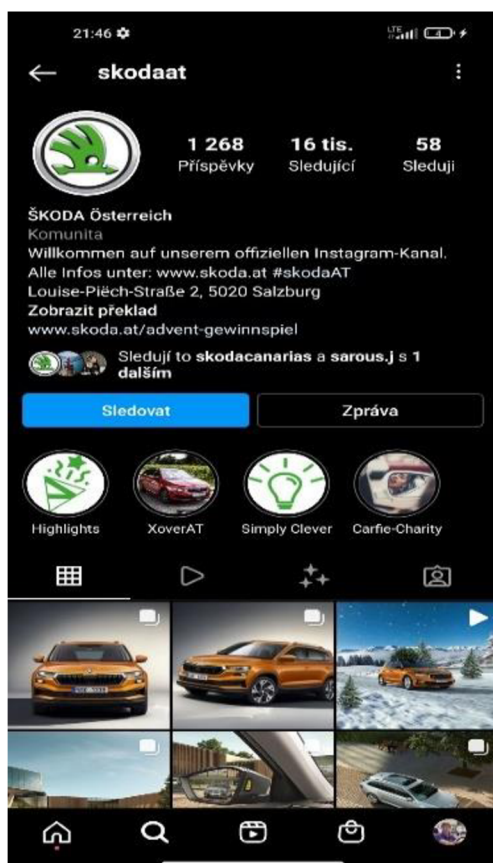 21:46
LTE
4
skodaat
1 268
16 tis.
58
Příspěvky
Sledující
Sleduji
ŠKODA Österreich
Komunita
Willkommen auf unserem offiziellen Instagram-Kanal.
Alle Infos unter: www.skoda.at #skodaAT
Louise-Piëch-Straße 2, 5020 Salzburg
Zobrazit překlad
www.skoda.at/advent-gewinnspiel
Sledují to skodacanarias a sarous.j s 1
dalším
Sledovat
Zpráva
Highlights
XoverAT
Simply Clever
Carfie-Charity